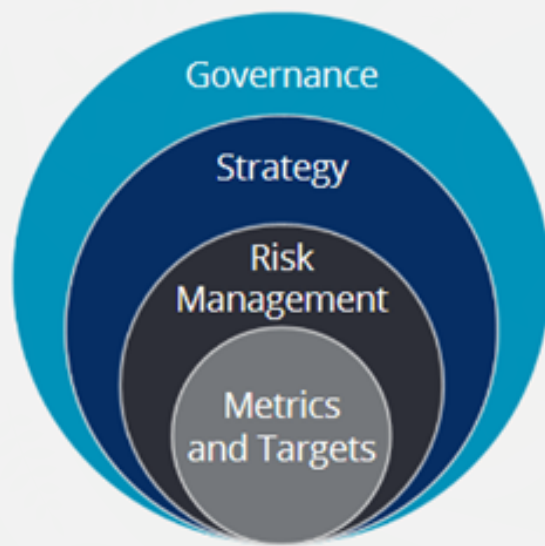 Governance
Strategy
Risk
Management
Metrics
and Targets